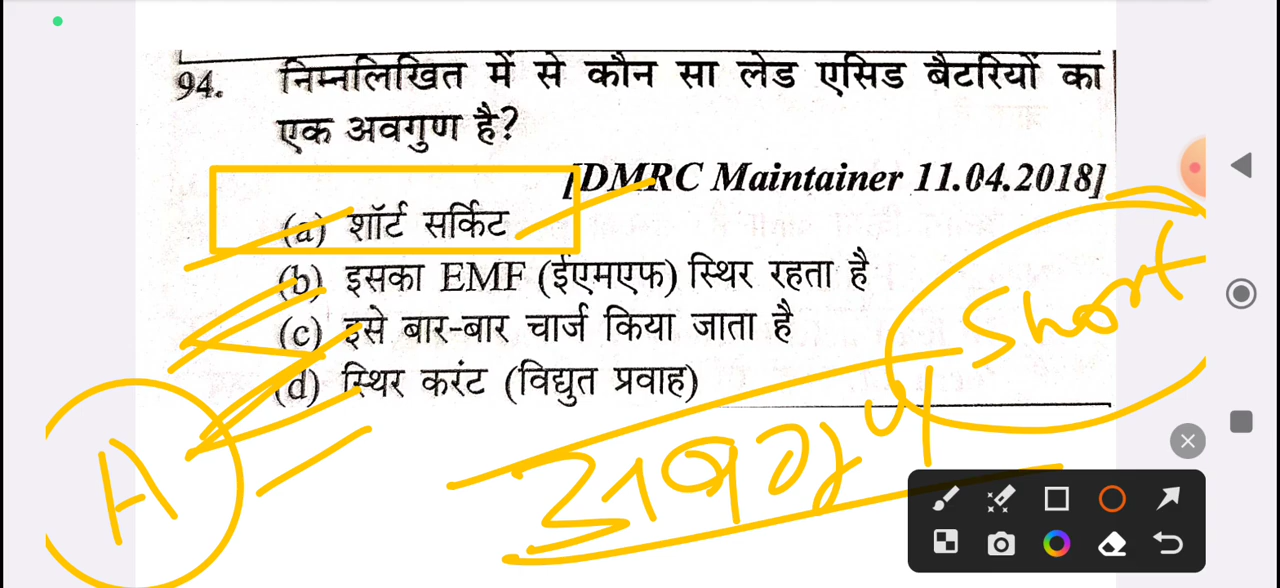 94. निम्नलिखित में से कौन सा लेड एसिड बैटरियों का
एक अवगुण है?
[DMRC Maintainer 11.04.2018]
(a) शॉर्ट सर्किट
(b) इसका EMF (ईएमएफ) स्थिर रहता है
(c) इसे बार-बार चार्ज किया जाता है
(d) स्थिर करंट (विद्युत प्रवाह)
Short
अवगुण
A